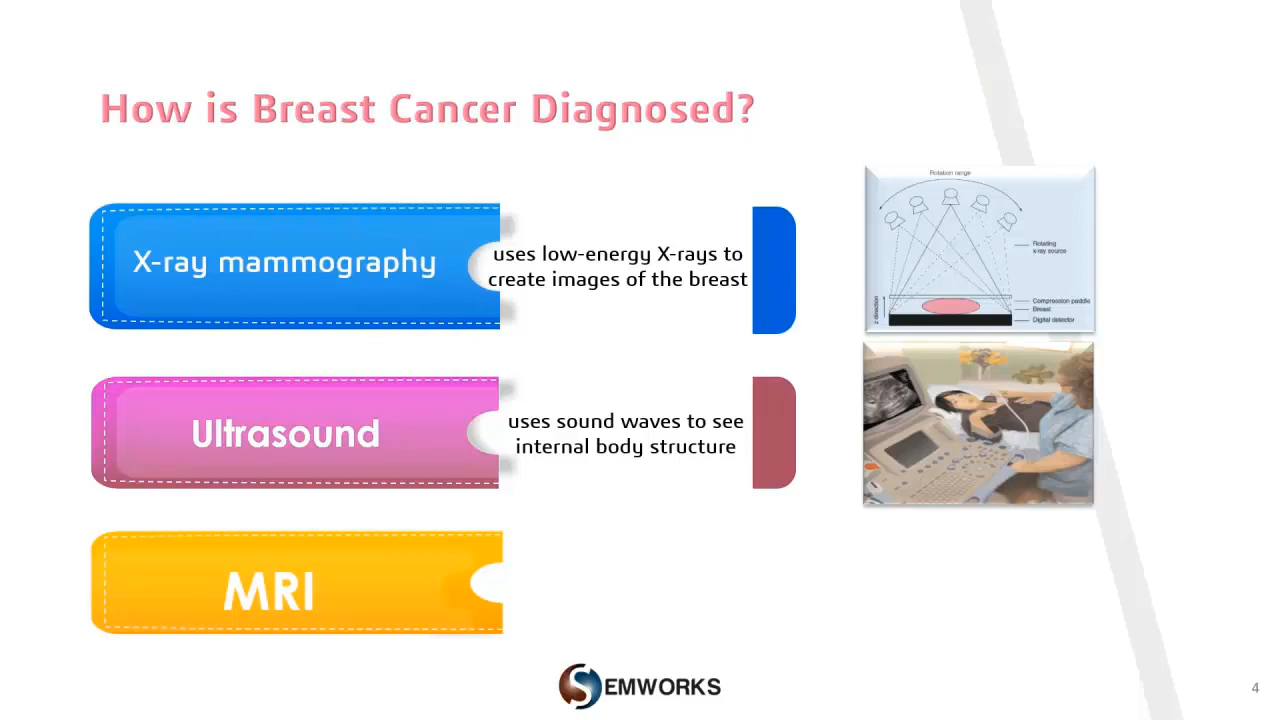 How is Breast Cancer Diagnosed?
X-ray mammography
uses low-energy X-rays to
create images of the breast
Rotation range
Rotating
x-ray source
Compression paddle
Breast
Digital detector
z direction
Ultrasound
uses sound waves to see
internal body structure
MRI
SEMWORKS
4